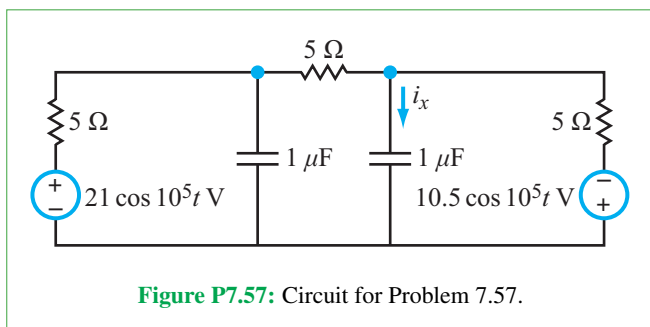 5 Ω
i_x
5 Ω
5 Ω
1 μF
1 μF
+
−
21 cos 10⁵t V
10.5 cos 10⁵t V
−
+
Figure P7.57: Circuit for Problem 7.57.